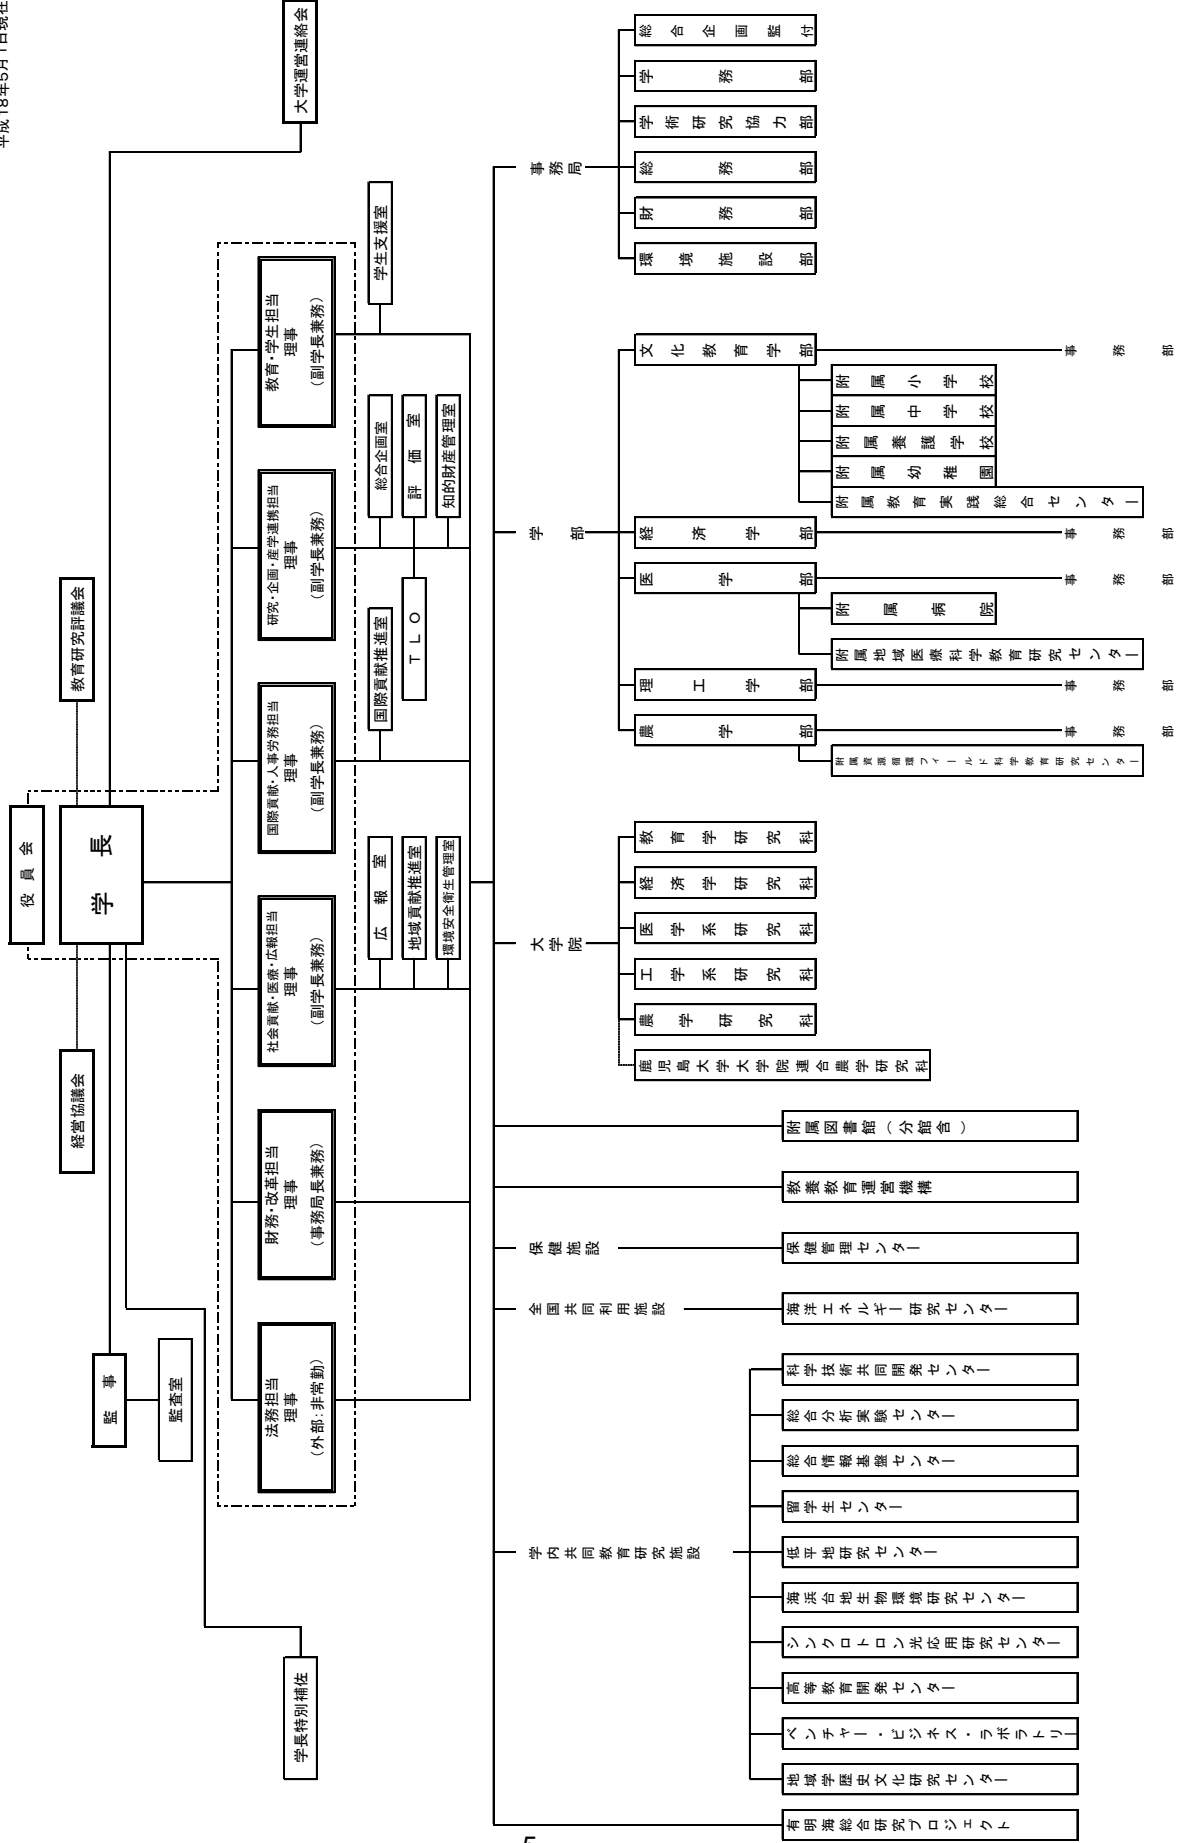 平成18年5月1日現在
役員会
学長
経営協議会
教育研究評議会
大学運営連絡会
監事
監査室
学長特別補佐
法務担当
理事
（外部：非常勤）
財務・改革担当
理事
（事務局長兼務）
社会貢献・医療・広報担当
理事
（副学長兼務）
国際貢献・人事労務担当
理事
（副学長兼務）
研究・企画・産学連携担当
理事
（副学長兼務）
教育・学生担当
理事
（副学長兼務）
広報室
地域貢献推進室
環境安全衛生管理室
国際貢献推進室
TLO
総合企画室
評価室
知的財産管理室
学生支援室
事務局
総合企画監付
学務部
学術研究協力部
総務部
財務部
環境施設部
学部
文化教育学部
事務部
附属小学校
附属中学校
附属養護学校
附属幼稚園
附属教育実践総合センター
経済学部
事務部
医学部
事務部
附属病院
附属地域医療科学教育研究センター
理工学部
事務部
農学部
事務部
附属資源循環フィールド科学教育研究センター
大学院
教育学研究科
経済学研究科
医学系研究科
工学系研究科
農学研究科
鹿児島大学大学院連合農学研究科
附属図書館（分館含）
教養教育運営機構
保健施設
保健管理センター
全国共同利用施設
海洋エネルギー研究センター
学内共同教育研究施設
科学技術共同開発センター
総合分析実験センター
総合情報基盤センター
留学生センター
低平地研究センター
海浜台地生物環境研究センター
シンクロトロン光応用研究センター
高等教育開発センター
ベンチャー・ビジネス・ラボラトリー
地域学歴史文化研究センター
有明海総合研究プロジェクト
5